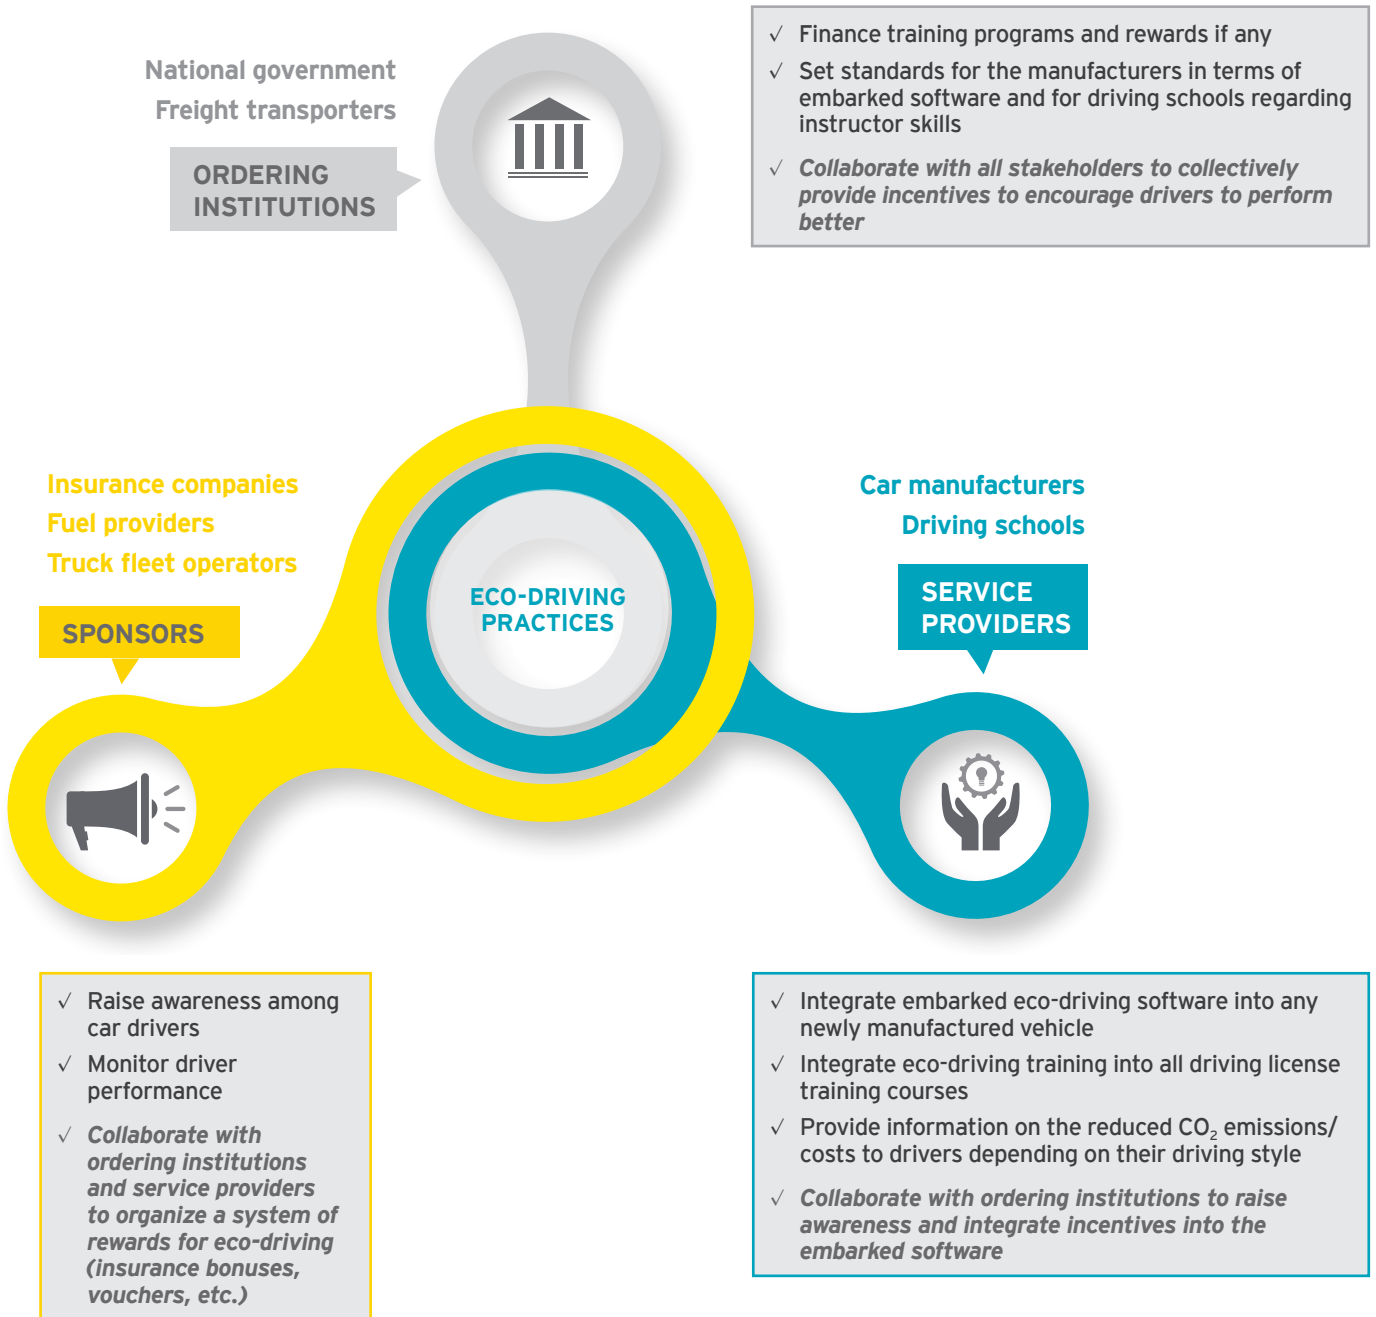 National government
Freight transporters
ORDERING
INSTITUTIONS
✓ Finance training programs and rewards if any
✓ Set standards for the manufacturers in terms of
embarked software and for driving schools regarding
instructor skills
✓ Collaborate with all stakeholders to collectively
provide incentives to encourage drivers to perform
better
Insurance companies
Fuel providers
Truck fleet operators
SPONSORS
ECO-DRIVING
PRACTICES
Car manufacturers
Driving schools
SERVICE
PROVIDERS
✓ Raise awareness among
car drivers
✓ Monitor driver
performance
✓ Collaborate with
ordering institutions
and service providers
to organize a system of
rewards for eco-driving
(insurance bonuses,
vouchers, etc.)
✓ Integrate embarked eco-driving software into any
newly manufactured vehicle
✓ Integrate eco-driving training into all driving license
training courses
✓ Provide information on the reduced CO₂ emissions/
costs to drivers depending on their driving style
✓ Collaborate with ordering institutions to raise
awareness and integrate incentives into the
embarked software